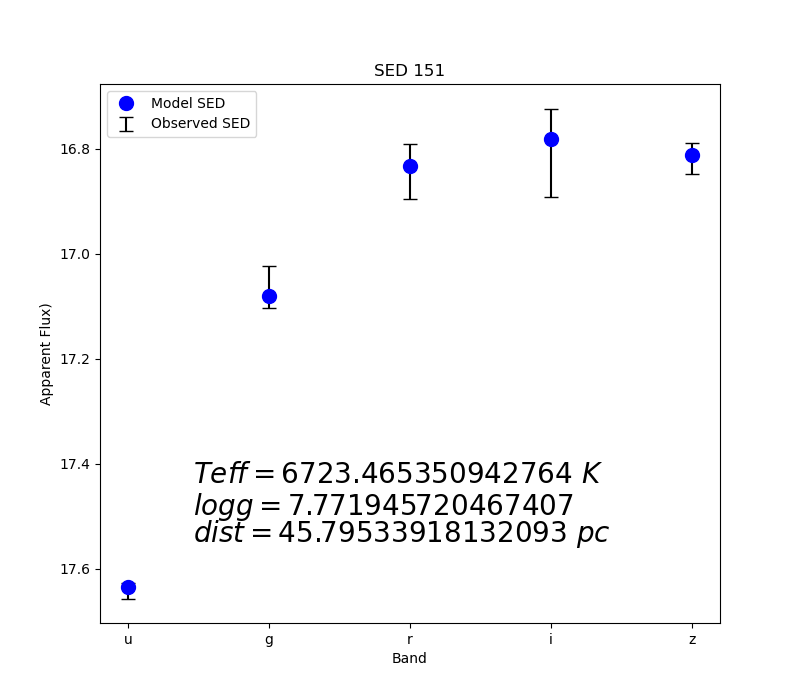 SED 151
Model SED
Observed SED
16.8
17.0
17.2
17.4
17.6
Apparent Flux)
Teff = 6723.465350942764 K
logg = 7.771945720467407
dist = 45.79533918132093 pc
u g r i z
Band